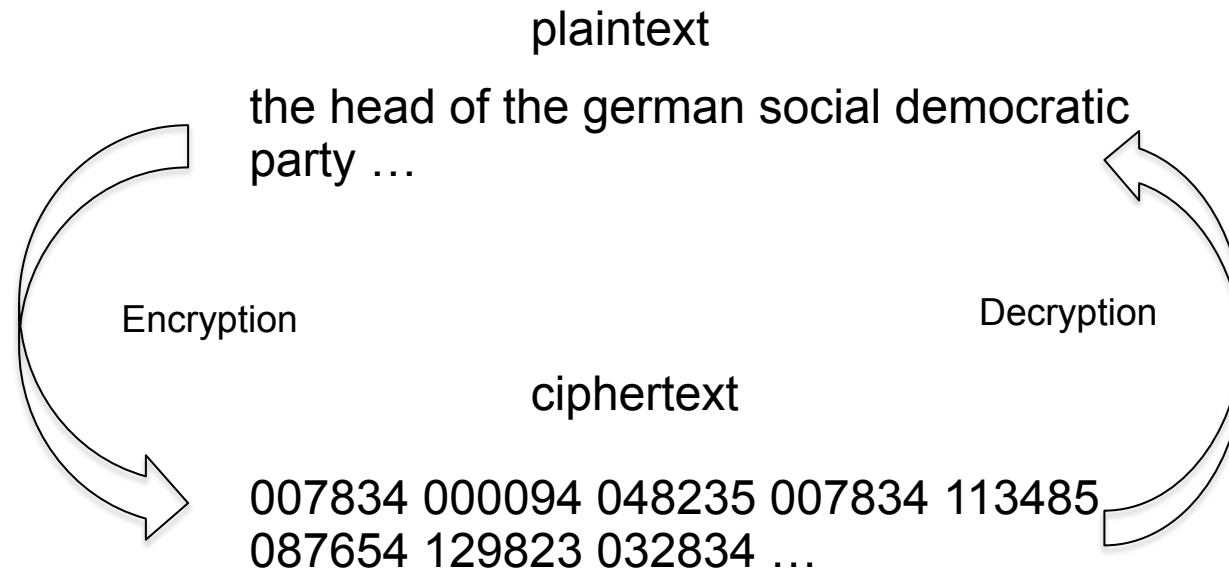 plaintext
the head of the german social democratic
party …
Encryption
Decryption
ciphertext
007834 000094 048235 007834 113485
087654 129823 032834 …